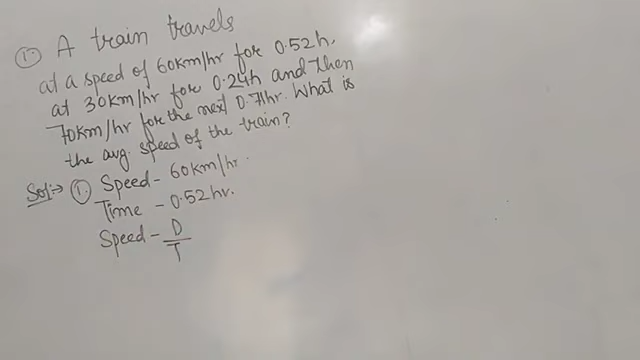 ① A train travels
at a speed of 60km/hr for 0.52h,
at 30km/hr for 0.24h and then
70km/hr for the next 0.71hr. What is
the avg. speed of the train?
Sol:→ ① Speed - 60km/hr.
Time - 0.52hr.
Speed - D
T